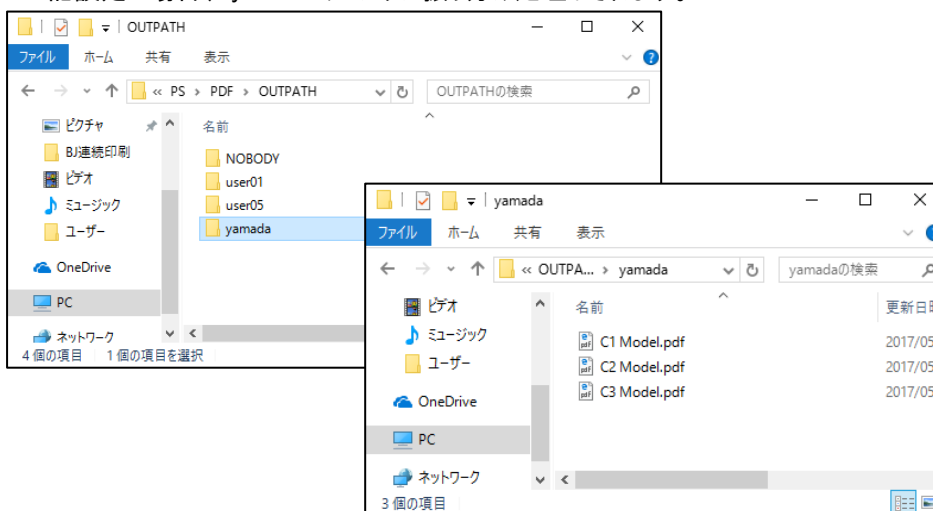 OUTPATH
ファイル ホーム 共有 表示
« PS › PDF › OUTPATH OUTPATHの検索
ピクチャ
BJ連続印刷
ビデオ
ミュージック
ユーザー
OneDrive
PC
ネットワーク
名前
NOBODY
user01
user05
yamada
4 個の項目 1 個の項目を選択
yamada
ファイル ホーム 共有 表示
« OUTPA... › yamada yamadaの検索
ビデオ
ミュージック
ユーザー
OneDrive
PC
ネットワーク
名前 更新日時
C1 Model.pdf 2017/05
C2 Model.pdf 2017/05
C3 Model.pdf 2017/05
3 個の項目